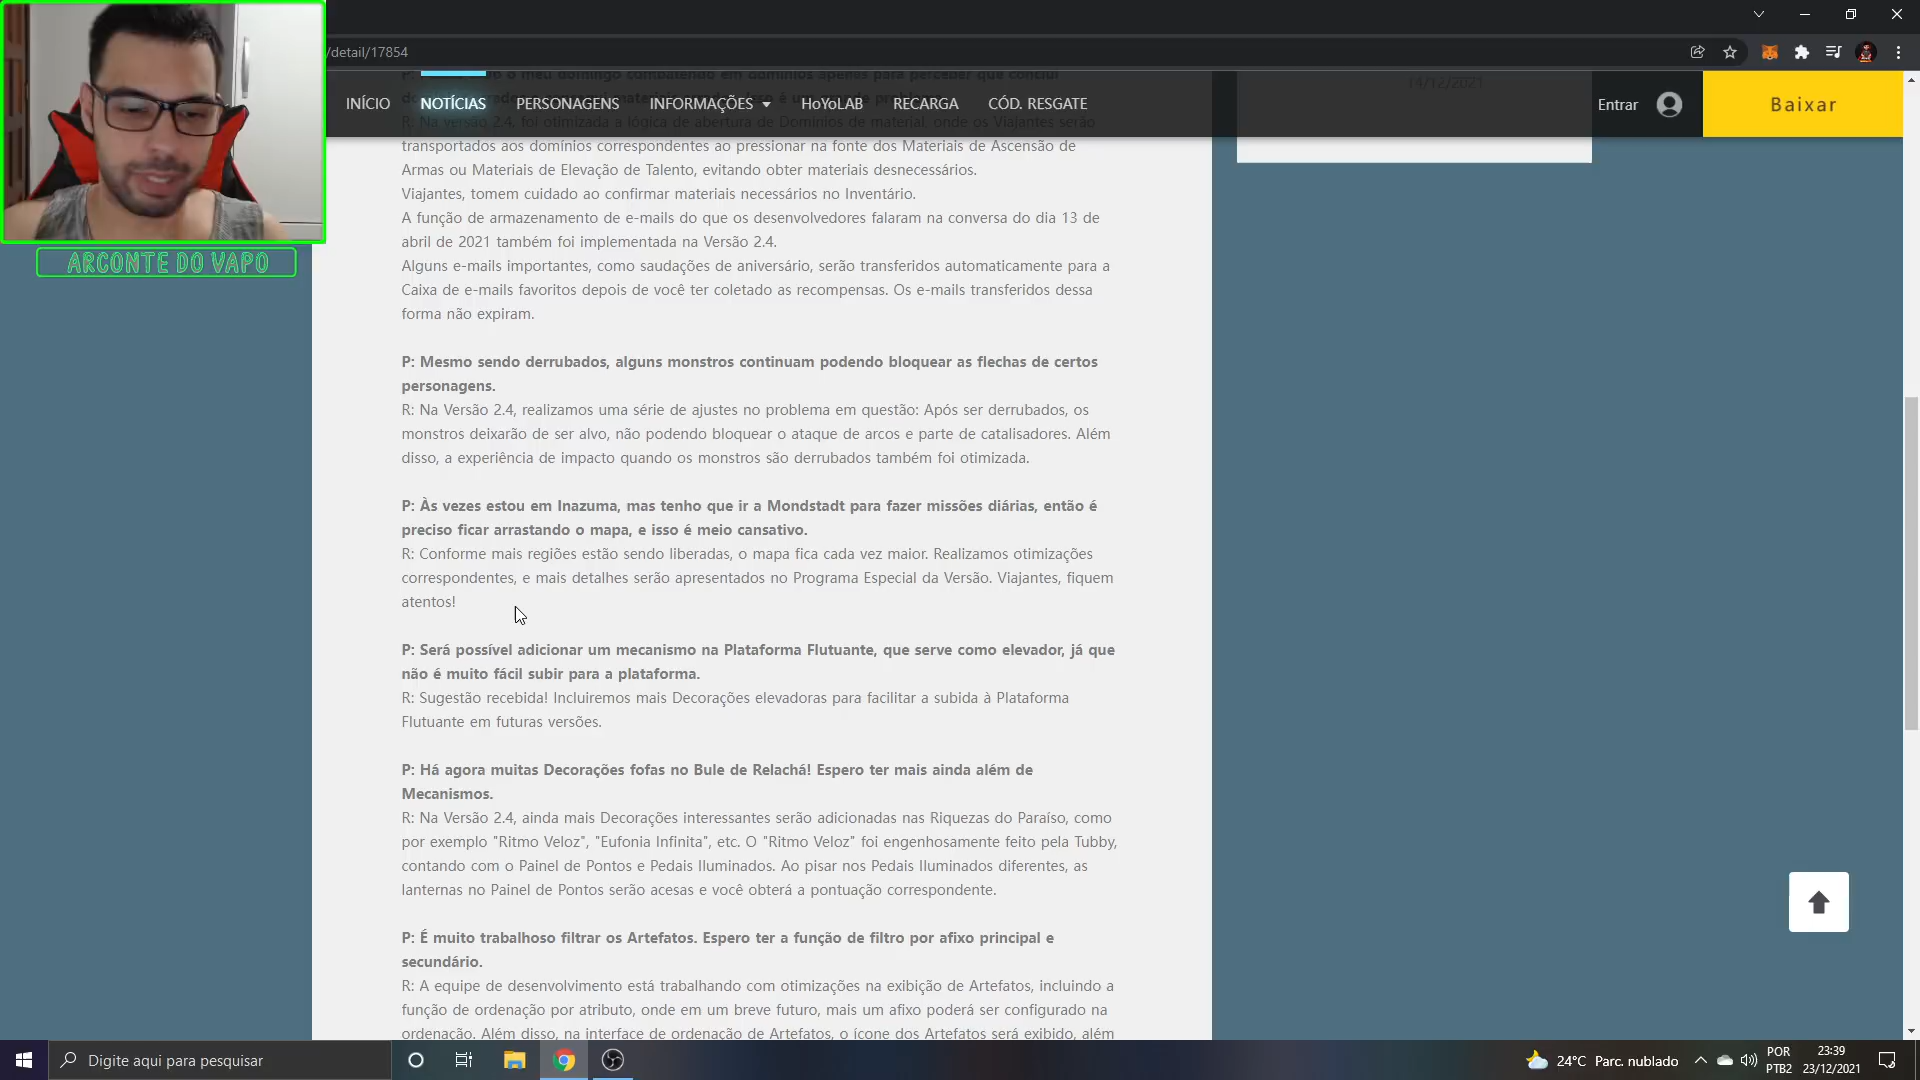 /detail/17854
14/12/2021
INÍCIO NOTÍCIAS PERSONAGENS INFORMAÇÕES HoYoLAB RECARGA CÓD. RESGATE Entrar Baixar
o meu domingo combatendo em domínios apenas para perceber que concluí
R: Na versão 2.4, foi otimizada a lógica de abertura de Domínios de material, onde os Viajantes serão
transportados aos domínios correspondentes ao pressionar na fonte dos Materiais de Ascensão de
Armas ou Materiais de Elevação de Talento, evitando obter materiais desnecessários.
Viajantes, tomem cuidado ao confirmar materiais necessários no Inventário.
A função de armazenamento de e-mails do que os desenvolvedores falaram na conversa do dia 13 de
abril de 2021 também foi implementada na Versão 2.4.
Alguns e-mails importantes, como saudações de aniversário, serão transferidos automaticamente para a
Caixa de e-mails favoritos depois de você ter coletado as recompensas. Os e-mails transferidos dessa
forma não expiram.
P: Mesmo sendo derrubados, alguns monstros continuam podendo bloquear as flechas de certos
personagens.
R: Na Versão 2.4, realizamos uma série de ajustes no problema em questão: Após ser derrubados, os
monstros deixarão de ser alvo, não podendo bloquear o ataque de arcos e parte de catalisadores. Além
disso, a experiência de impacto quando os monstros são derrubados também foi otimizada.
P: Às vezes estou em Inazuma, mas tenho que ir a Mondstadt para fazer missões diárias, então é
preciso ficar arrastando o mapa, e isso é meio cansativo.
R: Conforme mais regiões estão sendo liberadas, o mapa fica cada vez maior. Realizamos otimizações
correspondentes, e mais detalhes serão apresentados no Programa Especial da Versão. Viajantes, fiquem
atentos!
P: Será possível adicionar um mecanismo na Plataforma Flutuante, que serve como elevador, já que
não é muito fácil subir para a plataforma.
R: Sugestão recebida! Incluiremos mais Decorações elevadoras para facilitar a subida à Plataforma
Flutuante em futuras versões.
P: Há agora muitas Decorações fofas no Bule de Relachá! Espero ter mais ainda além de
Mecanismos.
R: Na Versão 2.4, ainda mais Decorações interessantes serão adicionadas nas Riquezas do Paraíso, como
por exemplo "Ritmo Veloz", "Eufonia Infinita", etc. O "Ritmo Veloz" foi engenhosamente feito pela Tubby,
contando com o Painel de Pontos e Pedais Iluminados. Ao pisar nos Pedais Iluminados diferentes, as
lanternas no Painel de Pontos serão acesas e você obterá a pontuação correspondente.
P: É muito trabalhoso filtrar os Artefatos. Espero ter a função de filtro por afixo principal e
secundário.
R: A equipe de desenvolvimento está trabalhando com otimizações na exibição de Artefatos, incluindo a
função de ordenação por atributo, onde em um breve futuro, mais um afixo poderá ser configurado na
ordenação. Além disso, na interface de ordenação de Artefatos, o ícone dos Artefatos será exibido, além
ARCONTE DO VAPO
Digite aqui para pesquisar
24°C Parc. nublado
POR
PTB2
23:39
23/12/2021